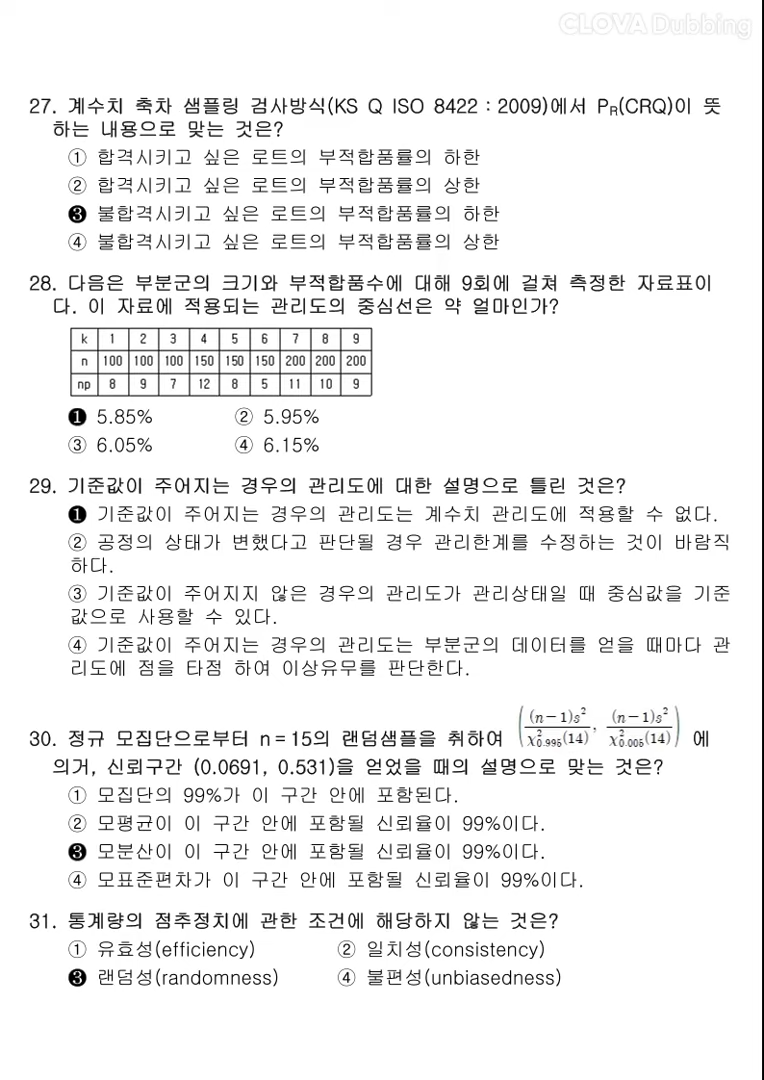 CLOVA Dubbing
27. 계수치 축차 샘플링 검사방식(KS Q ISO 8422 : 2009)에서 PR(CRQ)이 뜻
하는 내용으로 맞는 것은?
① 합격시키고 싶은 로트의 부적합품률의 하한
② 합격시키고 싶은 로트의 부적합품률의 상한
❸ 불합격시키고 싶은 로트의 부적합품률의 하한
④ 불합격시키고 싶은 로트의 부적합품률의 상한
28. 다음은 부분군의 크기와 부적합품수에 대해 9회에 걸쳐 측정한 자료표이
다. 이 자료에 적용되는 관리도의 중심선은 약 얼마인가?
k 1 2 3 4 5 6 7 8 9
n 100 100 100 150 150 150 200 200 200
np 8 9 7 12 8 5 11 10 9
❶ 5.85% ② 5.95%
③ 6.05% ④ 6.15%
29. 기준값이 주어지는 경우의 관리도에 대한 설명으로 틀린 것은?
❶ 기준값이 주어지는 경우의 관리도는 계수치 관리도에 적용할 수 없다.
② 공정의 상태가 변했다고 판단될 경우 관리한계를 수정하는 것이 바람직
하다.
③ 기준값이 주어지지 않은 경우의 관리도가 관리상태일 때 중심값을 기준
값으로 사용할 수 있다.
④ 기준값이 주어지는 경우의 관리도는 부분군의 데이터를 얻을 때마다 관
리도에 점을 타점 하여 이상유무를 판단한다.
30. 정규 모집단으로부터 n=15의 랜덤샘플을 취하여 ((n-1)s²/χ²0.995(14), (n-1)s²/χ²0.005(14)) 에
의거, 신뢰구간 (0.0691, 0.531)을 얻었을 때의 설명으로 맞는 것은?
① 모집단의 99%가 이 구간 안에 포함된다.
② 모평균이 이 구간 안에 포함될 신뢰율이 99%이다.
❸ 모분산이 이 구간 안에 포함될 신뢰율이 99%이다.
④ 모표준편차가 이 구간 안에 포함될 신뢰율이 99%이다.
31. 통계량의 점추정치에 관한 조건에 해당하지 않는 것은?
① 유효성(efficiency) ② 일치성(consistency)
❸ 랜덤성(randomness) ④ 불편성(unbiasedness)